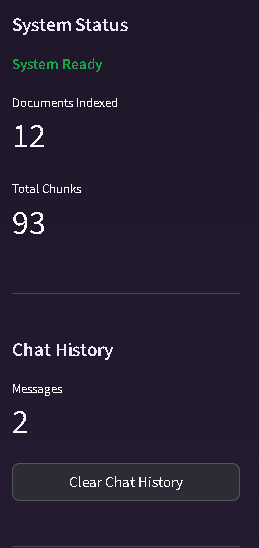 System Status
System Ready
Documents Indexed
12
Total Chunks
93
Chat History
Messages
2
Clear Chat History